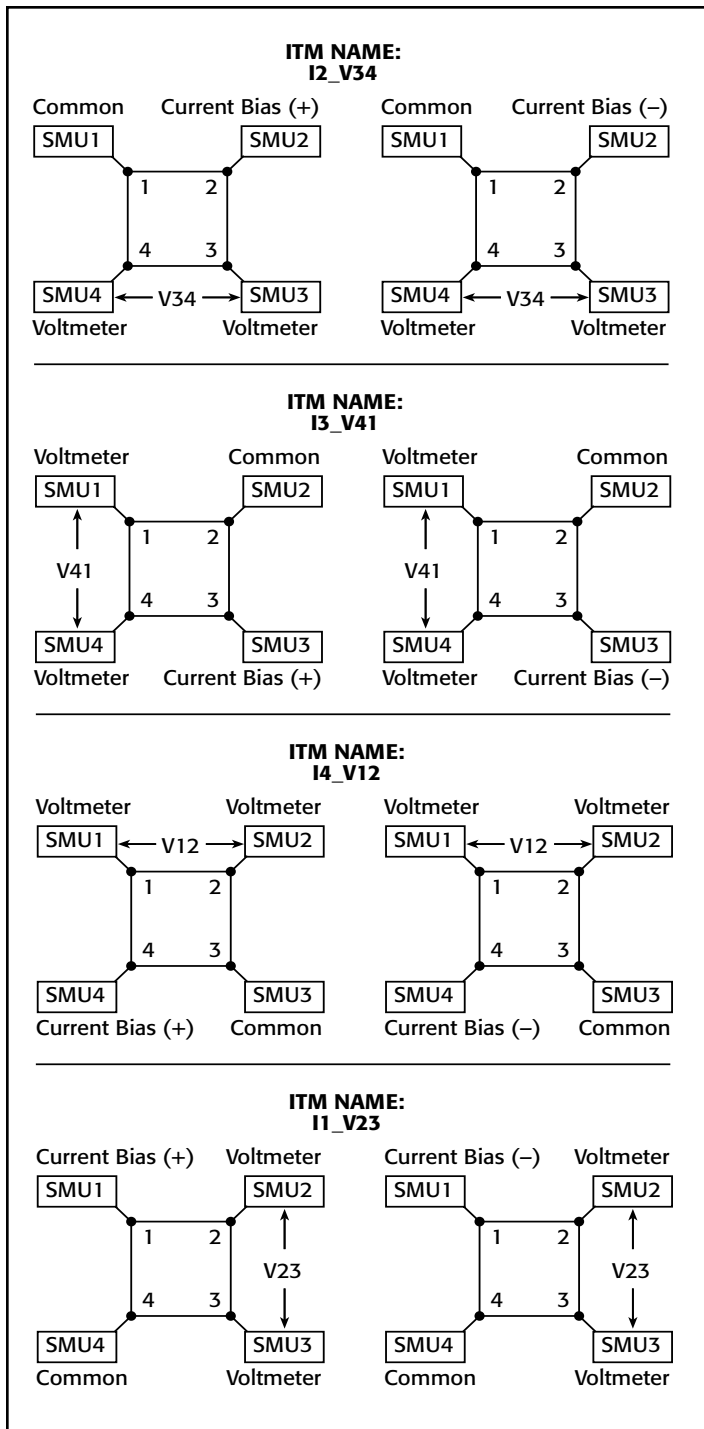 ITM NAME:
I2_V34
Common Current Bias (+) Common Current Bias (–)
SMU1 SMU2 SMU1 SMU2
1 2 1 2
4 3 4 3
SMU4 V34 SMU3 SMU4 V34 SMU3
Voltmeter Voltmeter Voltmeter Voltmeter
ITM NAME:
I3_V41
Voltmeter Common Voltmeter Common
SMU1 SMU2 SMU1 SMU2
1 2 1 2
V41 V41
4 3 4 3
SMU4 SMU3 SMU4 SMU3
Voltmeter Current Bias (+) Voltmeter Current Bias (–)
ITM NAME:
I4_V12
Voltmeter Voltmeter Voltmeter Voltmeter
SMU1 V12 SMU2 SMU1 V12 SMU2
1 2 1 2
4 3 4 3
SMU4 SMU3 SMU4 SMU3
Current Bias (+) Common Current Bias (–) Common
ITM NAME:
I1_V23
Current Bias (+) Voltmeter Current Bias (–) Voltmeter
SMU1 SMU2 SMU1 SMU2
1 2 1 2
V23 V23
4 3 4 3
SMU4 SMU3 SMU4 SMU3
Common Voltmeter Common Voltmeter